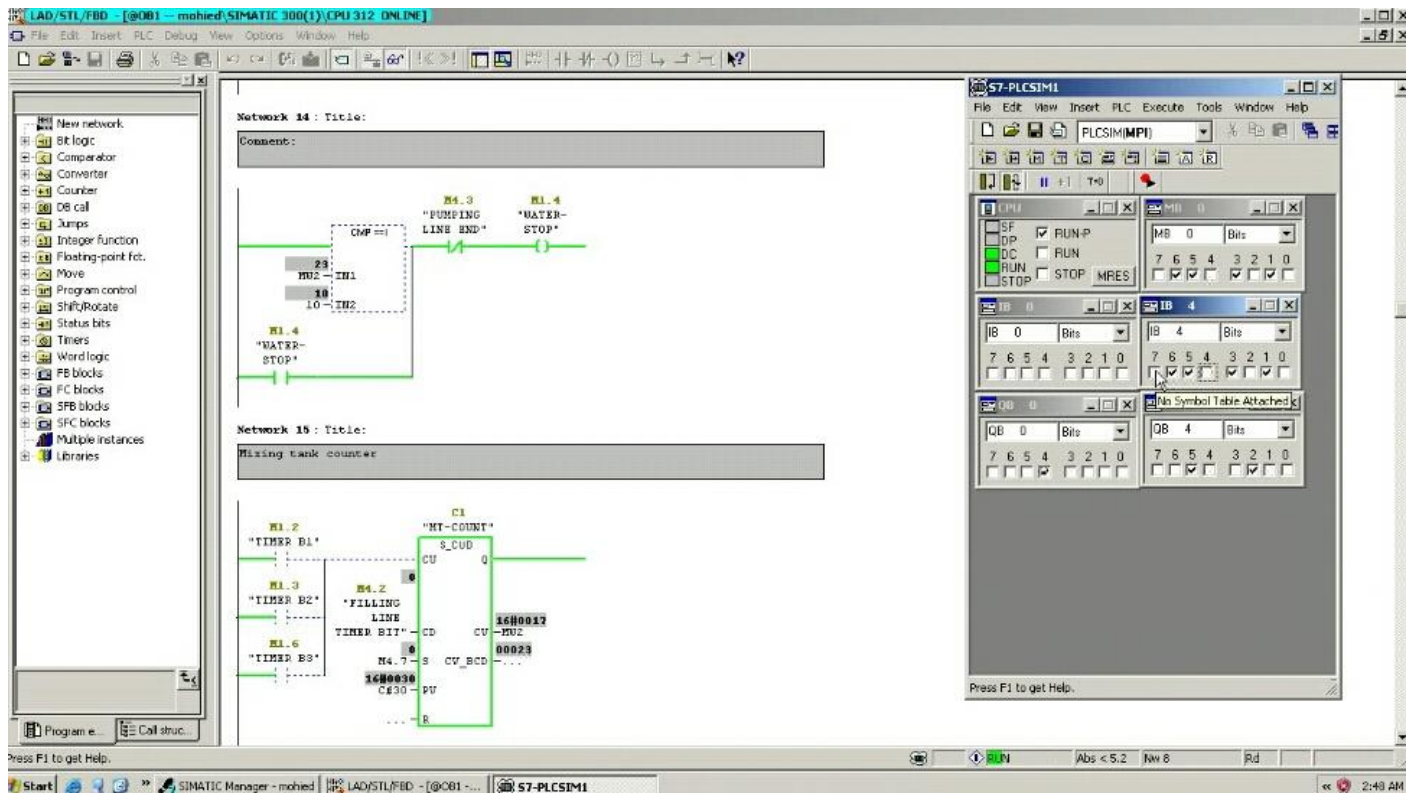 LAD/STL/FBD - [@OB1 -- mohied\SIMATIC 300(1)\CPU 312 ONLINE]
File Edit Insert PLC Debug View Options Window Help
New network
Bit logic
Comparator
Converter
Counter
DB call
Jumps
Integer function
Floating-point fct.
Move
Program control
Shift/Rotate
Status bits
Timers
Word logic
FB blocks
FC blocks
SFB blocks
SFC blocks
Multiple instances
Libraries
Program e...
Call struc...
Network 14 : Title:
Comment:
CMP ==I
23
MW2 IN1
10
10 IN2
M4.3
"PUMPING
LINE END"
M1.4
"WATER-
STOP"
M1.4
"WATER-
STOP"
Network 15 : Title:
Mixing tank counter
M1.2
"TIMER B1"
M1.3
"TIMER B2"
M1.6
"TIMER B3"
C1
"MT-COUNT"
S_CUD
CU Q
0
M4.2
"FILLING
LINE
TIMER BIT" CD
16#0017
CV MW2
0
M4.7 S
00023
CV_BCD ...
16#0030
C#30 PV
... R
S7-PLCSIM1
File Edit View Insert PLC Execute Tools Window Help
PLCSIM(MPI)
T=0
CPU
SF
DP
DC
RUN
STOP
RUN-P
RUN
STOP MRES
MB 0
MB 0 Bits
7 6 5 4 3 2 1 0
IB 0
IB 0 Bits
7 6 5 4 3 2 1 0
IB 4
IB 4 Bits
7 6 5 4 3 2 1 0
No Symbol Table Attached
QB 0
QB 0 Bits
7 6 5 4 3 2 1 0
QB 4 Bits
7 6 5 4 3 2 1 0
Press F1 to get Help.
Press F1 to get Help.
RUN Abs < 5.2 Nw 8 Rd
Start
SIMATIC Manager - mohied
LAD/STL/FBD - [@OB1 -...
S7-PLCSIM1
2:48 AM